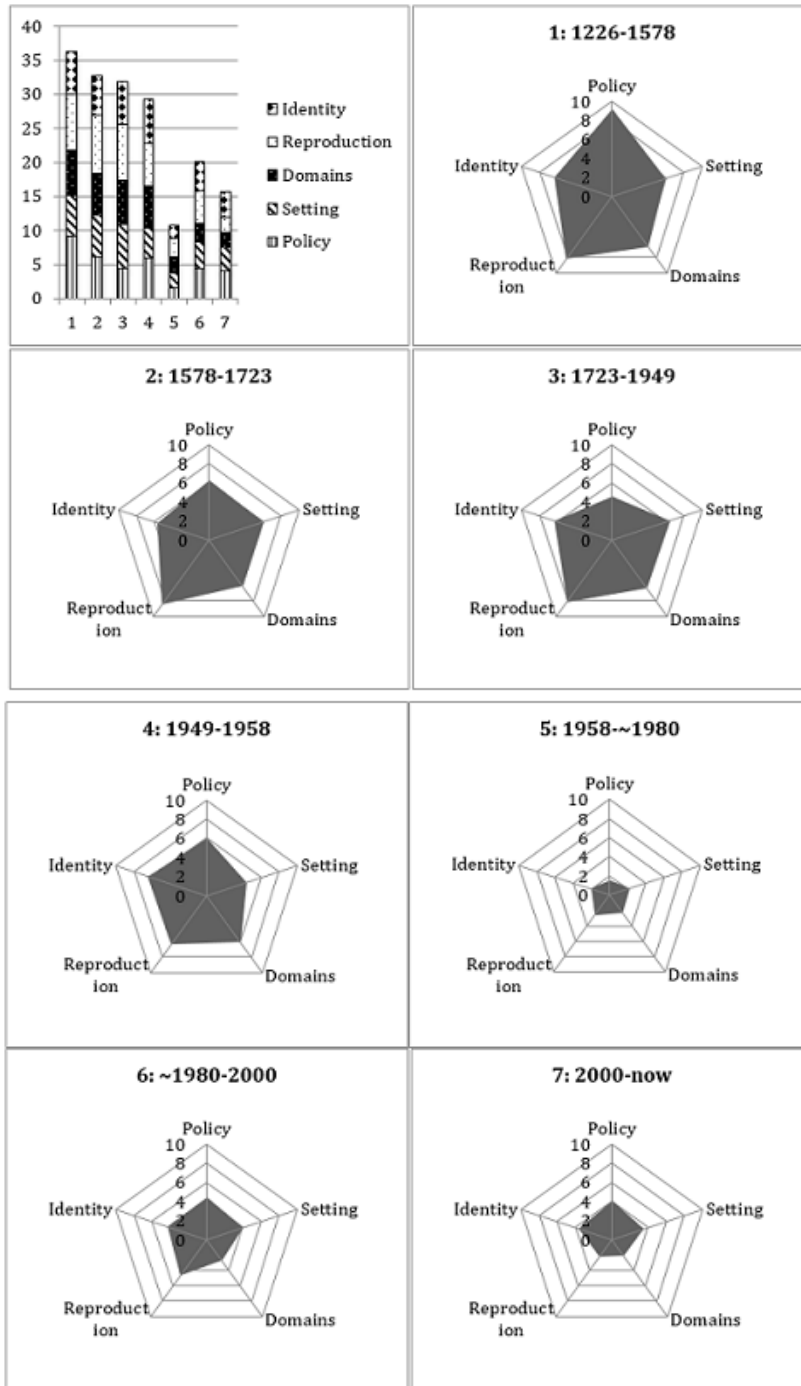 40
35
30
25
20
15
10
5
0
1 2 3 4 5 6 7
Identity
Reproduction
Domains
Setting
Policy
1: 1226-1578
Policy
10
8
6
4
2
0
Setting
Domains
Reproduct
ion
Identity
2: 1578-1723
Policy
10
8
6
4
2
0
Setting
Domains
Reproduct
ion
Identity
3: 1723-1949
Policy
10
8
6
4
2
0
Setting
Domains
Reproduct
ion
Identity
4: 1949-1958
Policy
10
8
6
4
2
0
Setting
Domains
Reproduct
ion
Identity
5: 1958-~1980
Policy
10
8
6
4
2
0
Setting
Domains
Reproduct
ion
Identity
6: ~1980-2000
Policy
10
8
6
4
2
0
Setting
Domains
Reproduct
ion
Identity
7: 2000-now
Policy
10
8
6
4
2
0
Setting
Domains
Reproduct
ion
Identity